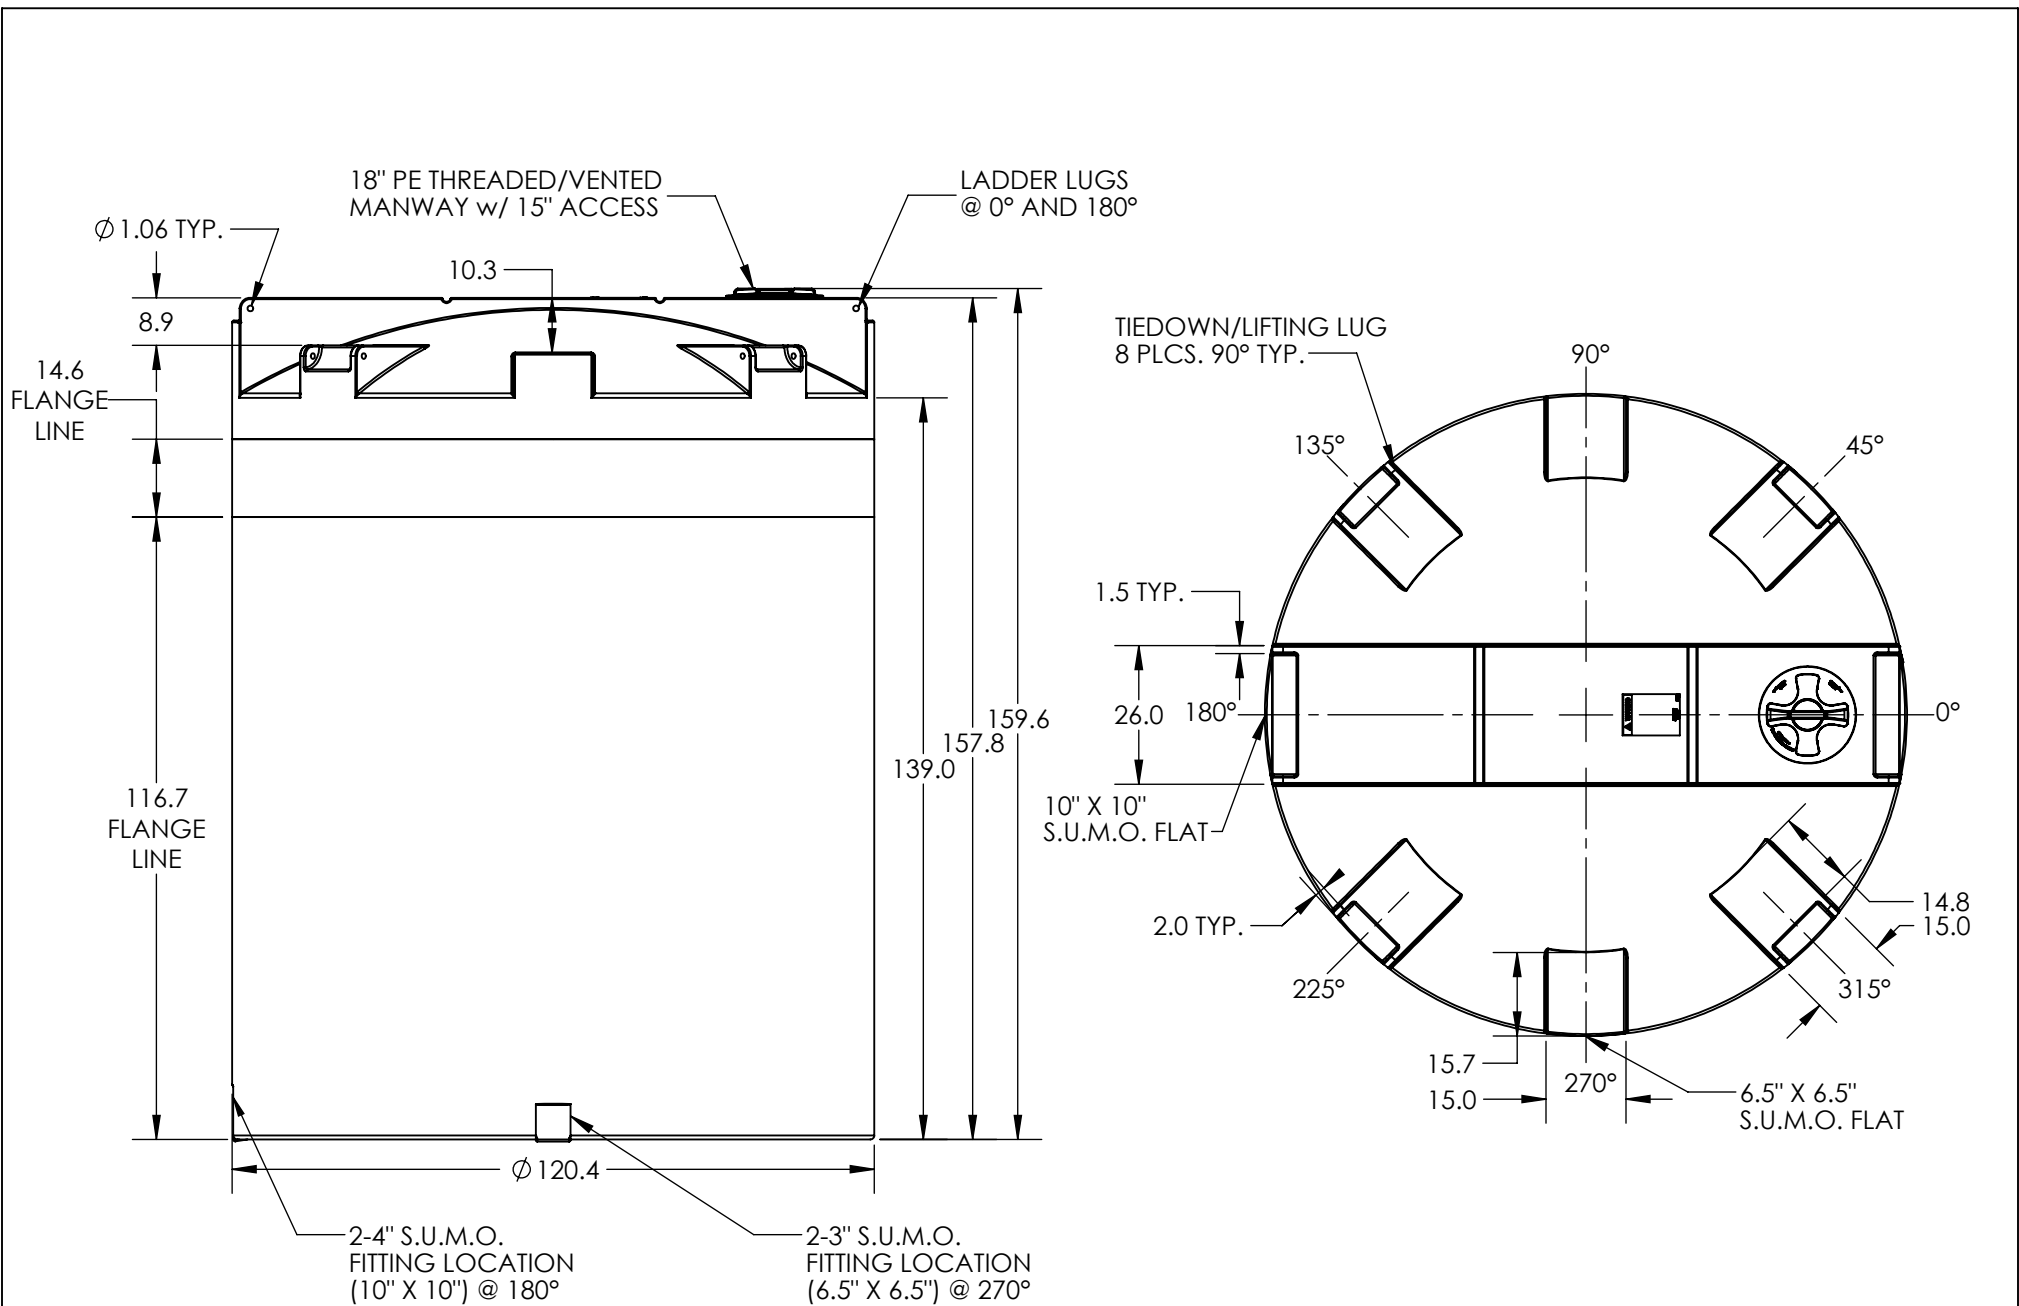 18" PE THREADED/VENTED
MANWAY w/ 15" ACCESS
LADDER LUGS
@ 0° AND 180°
Ø 1.06 TYP.
10.3
8.9
14.6
FLANGE
LINE
116.7
FLANGE
LINE
159.6
157.8
139.0
Ø 120.4
2-4" S.U.M.O.
FITTING LOCATION
(10" X 10") @ 180°
2-3" S.U.M.O.
FITTING LOCATION
(6.5" X 6.5") @ 270°
TIEDOWN/LIFTING LUG
8 PLCS. 90° TYP.
90°
135°
45°
1.5 TYP.
26.0
180°
0°
10" X 10"
S.U.M.O. FLAT
2.0 TYP.
14.8
15.0
225°
315°
15.7
15.0
270°
6.5" X 6.5"
S.U.M.O. FLAT